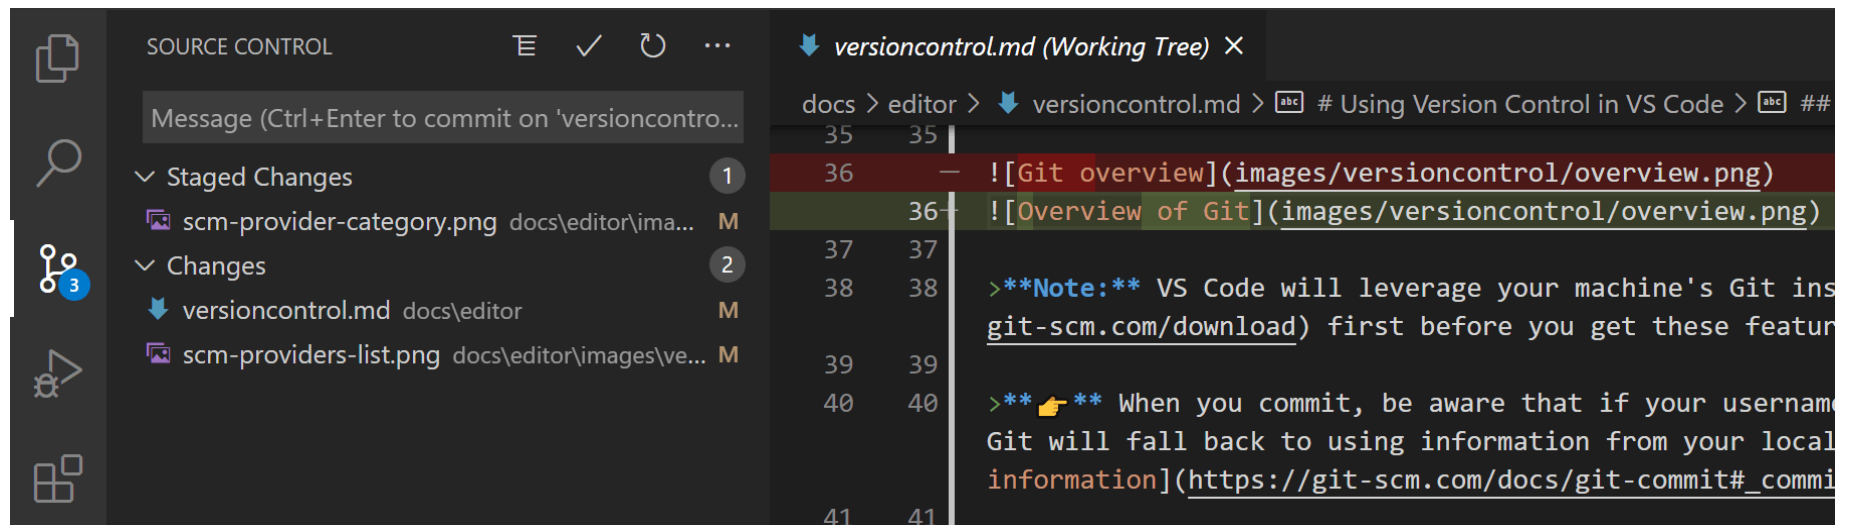 SOURCE CONTROL
Message (Ctrl+Enter to commit on 'versioncontro...
Staged Changes 1
scm-provider-category.png docs\editor\ima... M
Changes 2
3
versioncontrol.md docs\editor M
scm-providers-list.png docs\editor\images\ve... M
versioncontrol.md (Working Tree)
docs > editor > versioncontrol.md > abc # Using Version Control in VS Code > abc ##
35 35
36 — ![Git overview](images/versioncontrol/overview.png)
36+ ![Overview of Git](images/versioncontrol/overview.png)
37 37
38 38 >**Note:** VS Code will leverage your machine's Git ins
git-scm.com/download) first before you get these featur
39 39
40 40 >**👉** When you commit, be aware that if your username
Git will fall back to using information from your local
information](https://git-scm.com/docs/git-commit#_commi
41 41